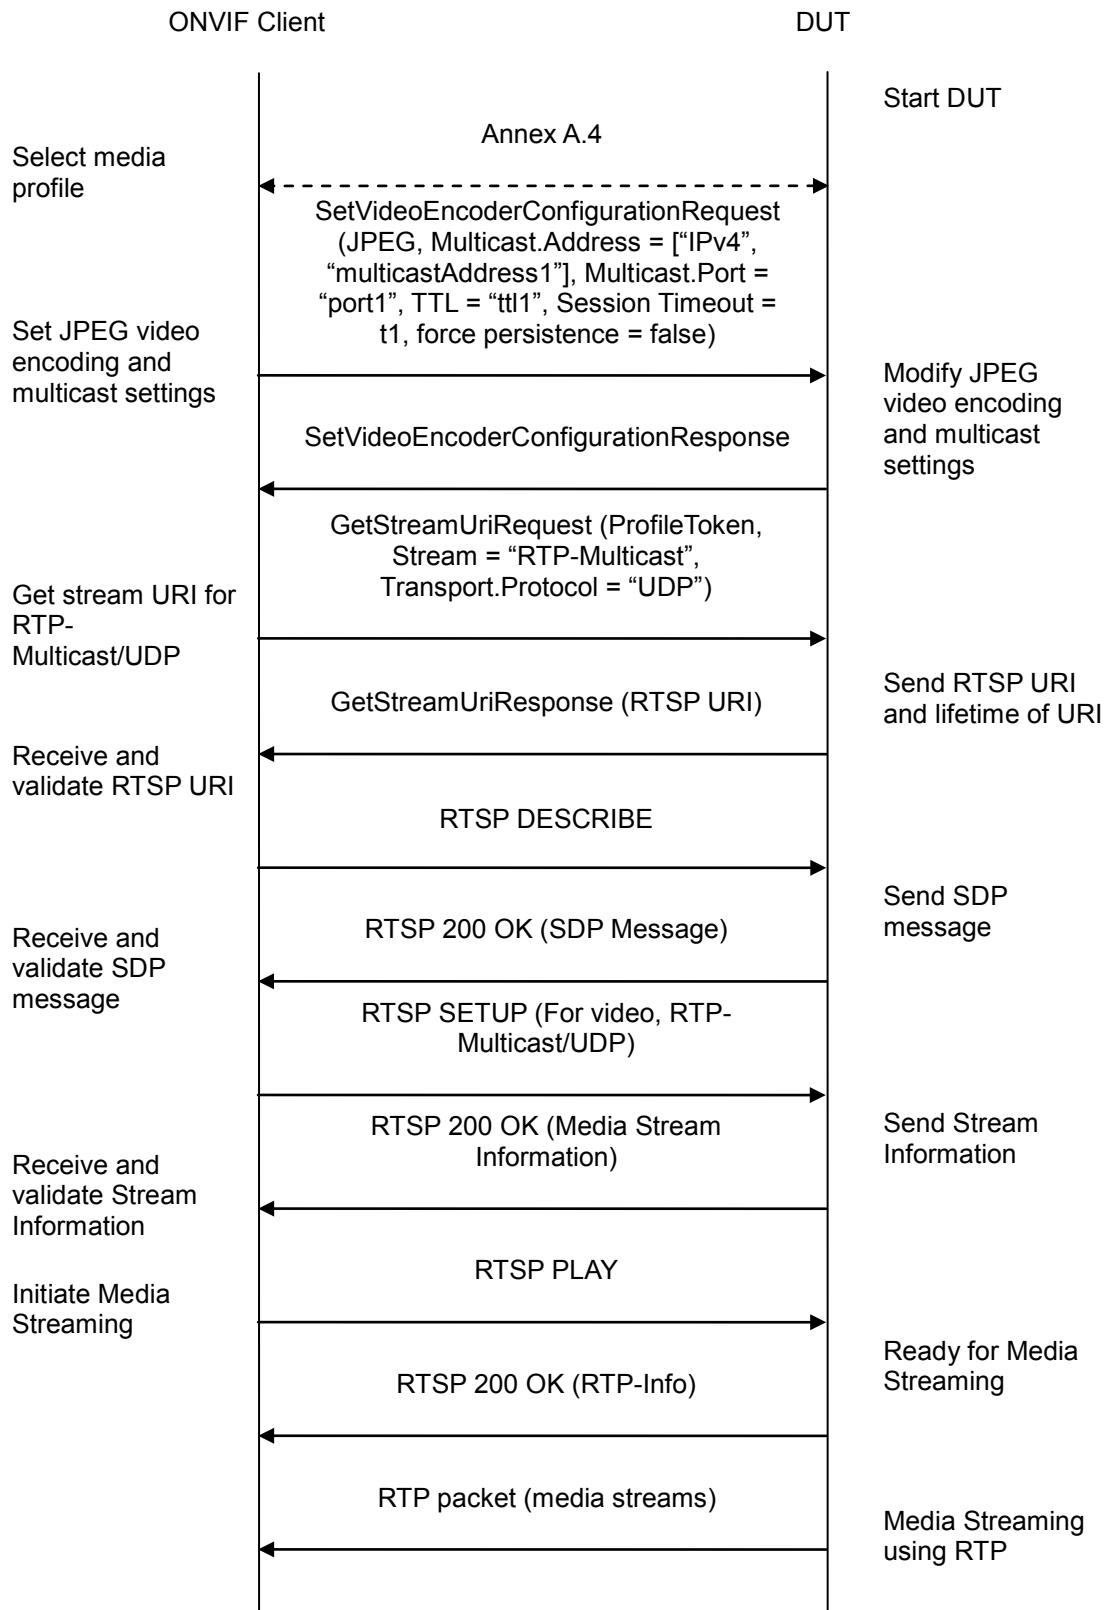 ONVIF Client
DUT
Start DUT
Annex A.4
Select media
profile
SetVideoEncoderConfigurationRequest
(JPEG, Multicast.Address = [“IPv4”,
“multicastAddress1”], Multicast.Port =
“port1”, TTL = “ttl1”, Session Timeout =
t1, force persistence = false)
Set JPEG video
encoding and
multicast settings
Modify JPEG
video encoding
and multicast
settings
SetVideoEncoderConfigurationResponse
GetStreamUriRequest (ProfileToken,
Stream = “RTP-Multicast”,
Transport.Protocol = “UDP”)
Get stream URI for
RTP-
Multicast/UDP
Send RTSP URI
and lifetime of URI
GetStreamUriResponse (RTSP URI)
Receive and
validate RTSP URI
RTSP DESCRIBE
Send SDP
message
RTSP 200 OK (SDP Message)
Receive and
validate SDP
message
RTSP SETUP (For video, RTP-
Multicast/UDP)
Send Stream
Information
RTSP 200 OK (Media Stream
Information)
Receive and
validate Stream
Information
RTSP PLAY
Initiate Media
Streaming
Ready for Media
Streaming
RTSP 200 OK (RTP-Info)
RTP packet (media streams)
Media Streaming
using RTP